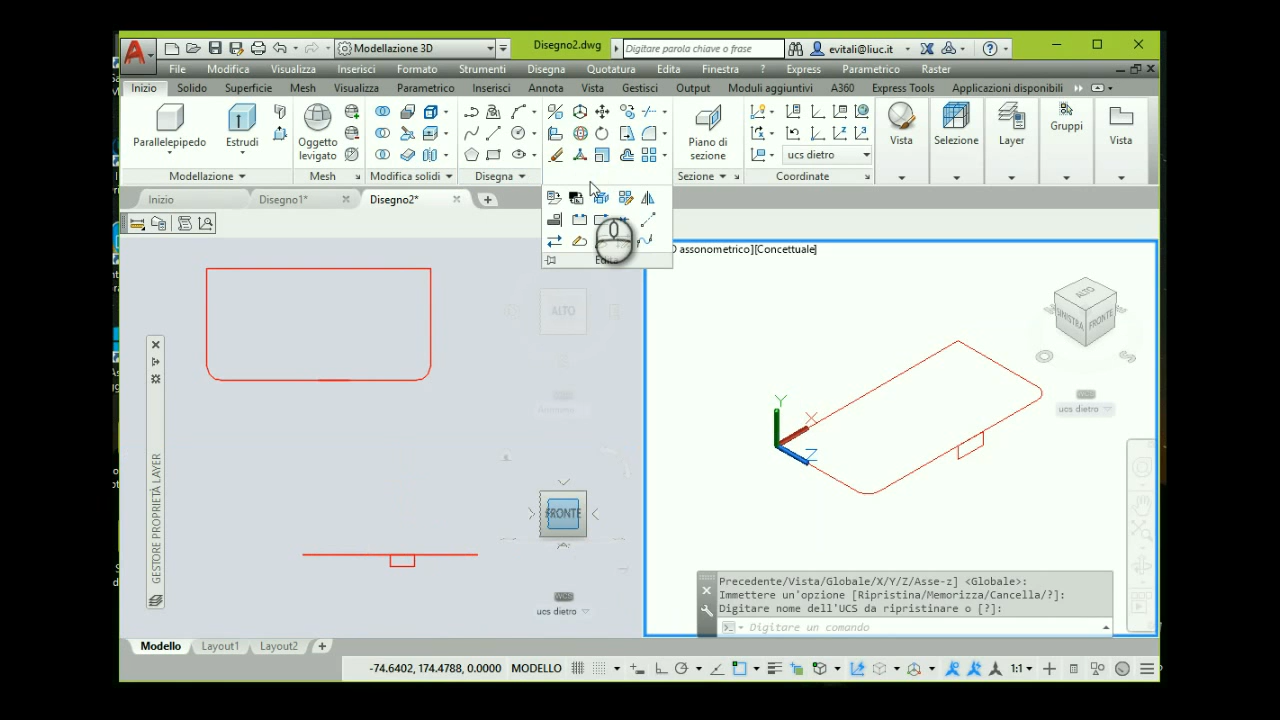 Modellazione 3D
Disegno2.dwg
Digitare parola chiave o frase
evitali@liuc.it
File Modifica Visualizza Inserisci Formato Strumenti Disegna Quotatura Edita Finestra ? Express Parametrico Raster
Inizio Solido Superficie Mesh Visualizza Parametrico Inserisci Annota Vista Gestisci Output Moduli aggiuntivi A360 Express Tools Applicazioni disponibili
Parallelepipedo Estrudi Oggetto levigato Piano di sezione ucs dietro Vista Selezione Layer Gruppi Vista
Modellazione Mesh Modifica solidi Disegna Sezione Coordinate
Inizio Disegno1* Disegno2*
assonometrico][Concettuale]
ALTO
ALTO
SINISTRA
FRONTE
Y
X
Z
ucs dietro
GESTORE PROPRIETÀ LAYER
FRONTE
WCS
ucs dietro
Precedente/Vista/Globale/X/Y/Z/Asse-z] <Globale>:
Immettere un'opzione [Ripristina/Memorizza/Cancella/?]:
Digitare nome dell'UCS da ripristinare o [?]:
Digitare un comando
Modello Layout1 Layout2
-74.6402, 174.4788, 0.0000 MODELLO 1:1